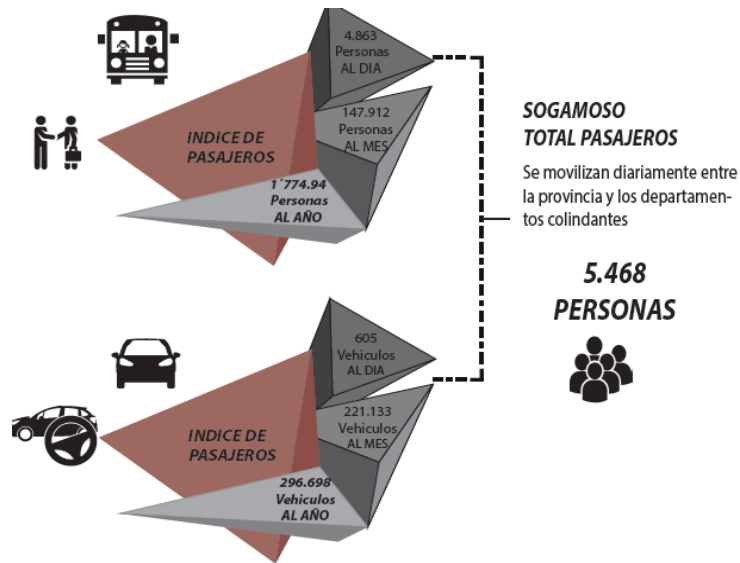 4.863
Personas
AL DIA
147.912
Personas
AL MES
INDICE DE
PASAJEROS
1´774.94
Personas
AL AÑO
SOGAMOSO
TOTAL PASAJEROS
Se movilizan diariamente entre
la provincia y los departamen-
tos colindantes
5.468
PERSONAS
605
Vehiculos
AL DIA
221.133
Vehiculos
AL MES
INDICE DE
PASAJEROS
296.698
Vehiculos
AL AÑO